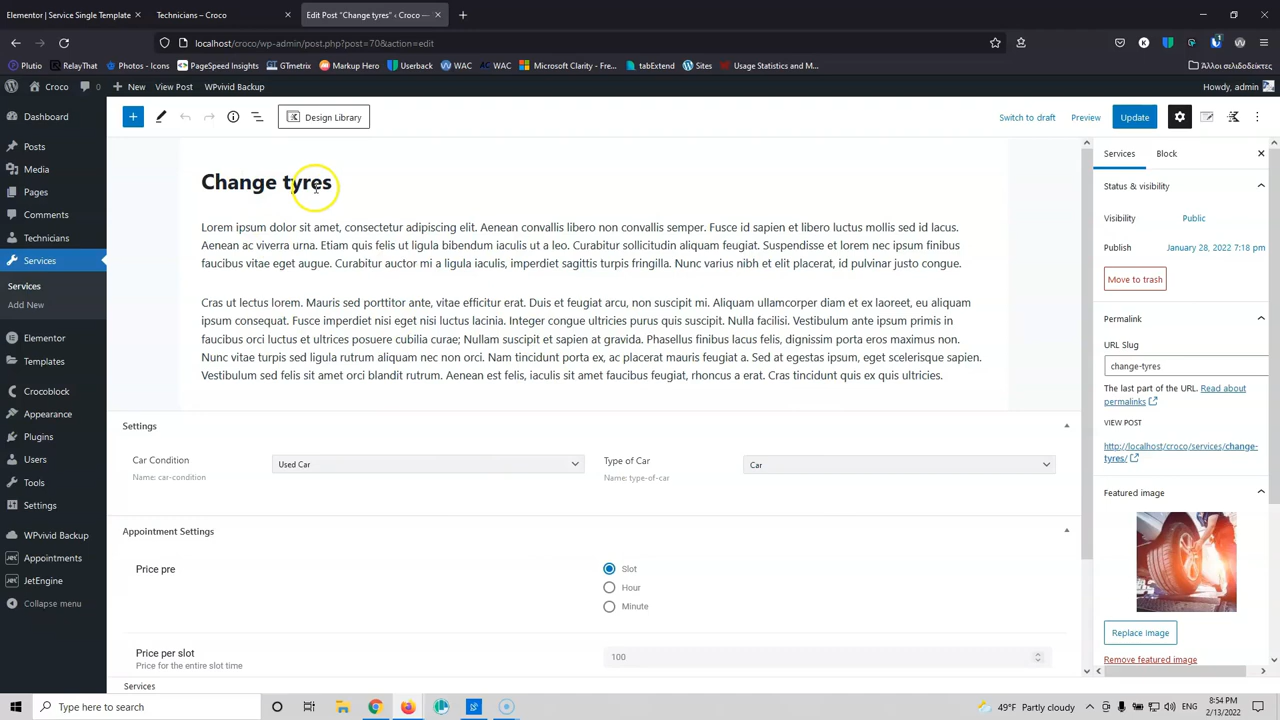 Elementor | Service Single Templ
Technicians ‹ Croco —
Edit Post "Change tyres" ‹ Croco —
localhost/croco/wp-admin/post.php?post=70&action=edit
Plutio
RelayThat
Photos - Icons
PageSpeed Insights
GTmetrix
Markup Hero
Userback
WAC
WAC
Microsoft Clarity - Fre...
tabExtend
Sites
Usage Statistics and M...
Άλλοι σελιδοδείκτες
Croco
0
New
View Post
WPvivid Backup
Howdy, admin
Dashboard
Posts
Media
Pages
Comments
Technicians
Services
Services
Add New
Elementor
Templates
Crocoblock
Appearance
Plugins
Users
Tools
Settings
WPvivid Backup
Appointments
JetEngine
Collapse menu
Design Library
Switch to draft
Preview
Update
Change tyres
Lorem ipsum dolor sit amet, consectetur adipiscing elit. Aenean convallis libero non convallis semper. Fusce id sapien et libero luctus mollis sed id lacus.
Aenean ac viverra urna. Etiam quis felis ut ligula bibendum iaculis ut a leo. Curabitur sollicitudin aliquam feugiat. Suspendisse et lorem nec ipsum finibus
faucibus vitae eget augue. Curabitur auctor mi a ligula iaculis, imperdiet sagittis turpis fringilla. Nunc varius nibh et elit placerat, id pulvinar justo congue.
Cras ut lectus lorem. Mauris sed porttitor ante, vitae efficitur erat. Duis et feugiat arcu, non suscipit mi. Aliquam ullamcorper diam et ex laoreet, eu aliquam
ipsum consequat. Fusce imperdiet nisi eget nisi luctus lacinia. Integer congue ultricies purus quis suscipit. Nulla facilisi. Vestibulum ante ipsum primis in
faucibus orci luctus et ultrices posuere cubilia curae; Nullam suscipit et sapien at gravida. Phasellus finibus lacus felis, dignissim porta eros maximus non.
Nunc vitae turpis sed ligula rutrum aliquam nec non orci. Nam tincidunt porta ex, ac placerat mauris feugiat a. Sed at egestas ipsum, eget scelerisque sapien.
Vestibulum sed felis sit amet orci blandit rutrum. Aenean est felis, iaculis sit amet faucibus feugiat, rhoncus a erat. Cras tincidunt quis ex quis ultricies.
Settings
Car Condition
Name: car-condition
Used Car
Type of Car
Name: type-of-car
Car
Appointment Settings
Price pre
Slot
Hour
Minute
Price per slot
Price for the entire slot time
100
Services
Services
Block
Status & visibility
Visibility
Public
Publish
January 28, 2022 7:18 pm
Move to trash
Permalink
URL Slug
change-tyres
The last part of the URL. Read about
permalinks
VIEW POST
http://localhost/croco/services/change-
tyres/
Featured image
Replace Image
Remove featured image
Type here to search
49°F Partly cloudy
ENG
8:54 PM
2/13/2022